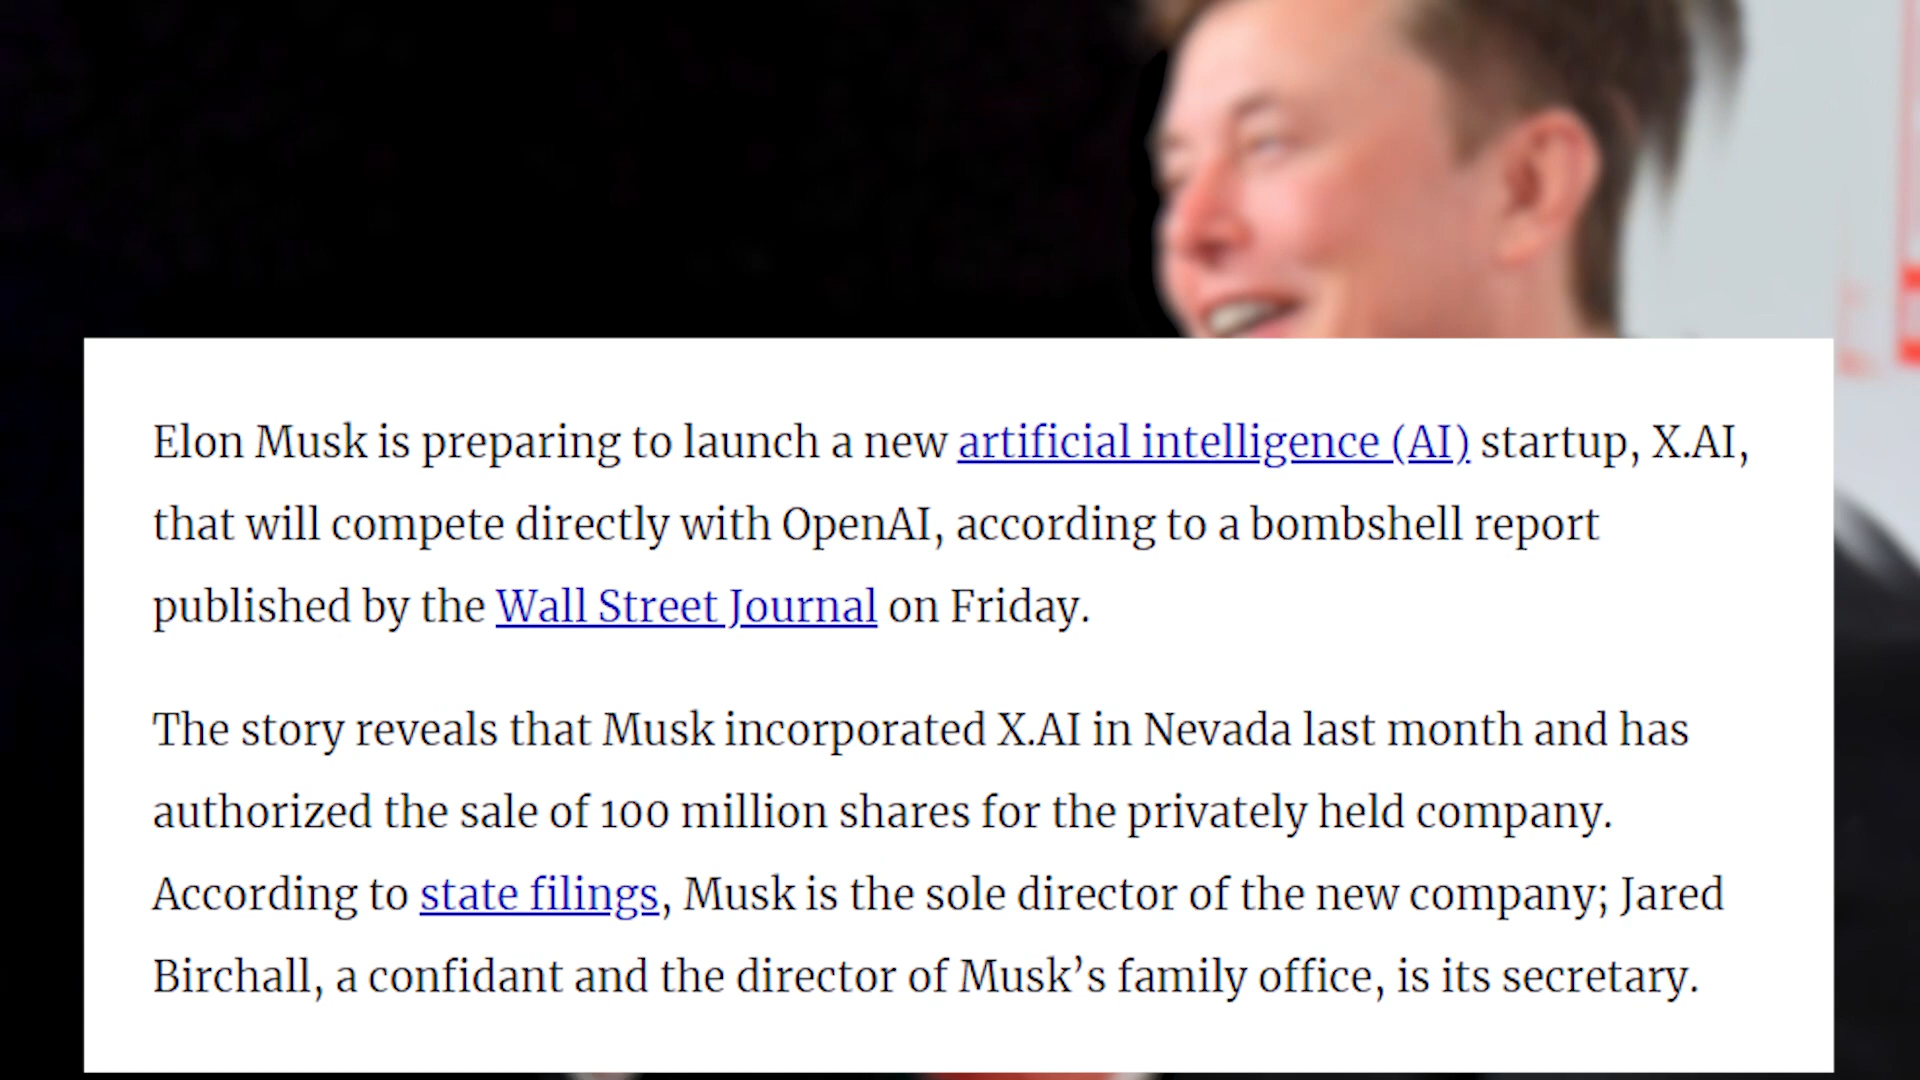 Elon Musk is preparing to launch a new artificial intelligence (AI) startup, X.AI,
that will compete directly with OpenAI, according to a bombshell report
published by the Wall Street Journal on Friday.
The story reveals that Musk incorporated X.AI in Nevada last month and has
authorized the sale of 100 million shares for the privately held company.
According to state filings, Musk is the sole director of the new company; Jared
Birchall, a confidant and the director of Musk’s family office, is its secretary.